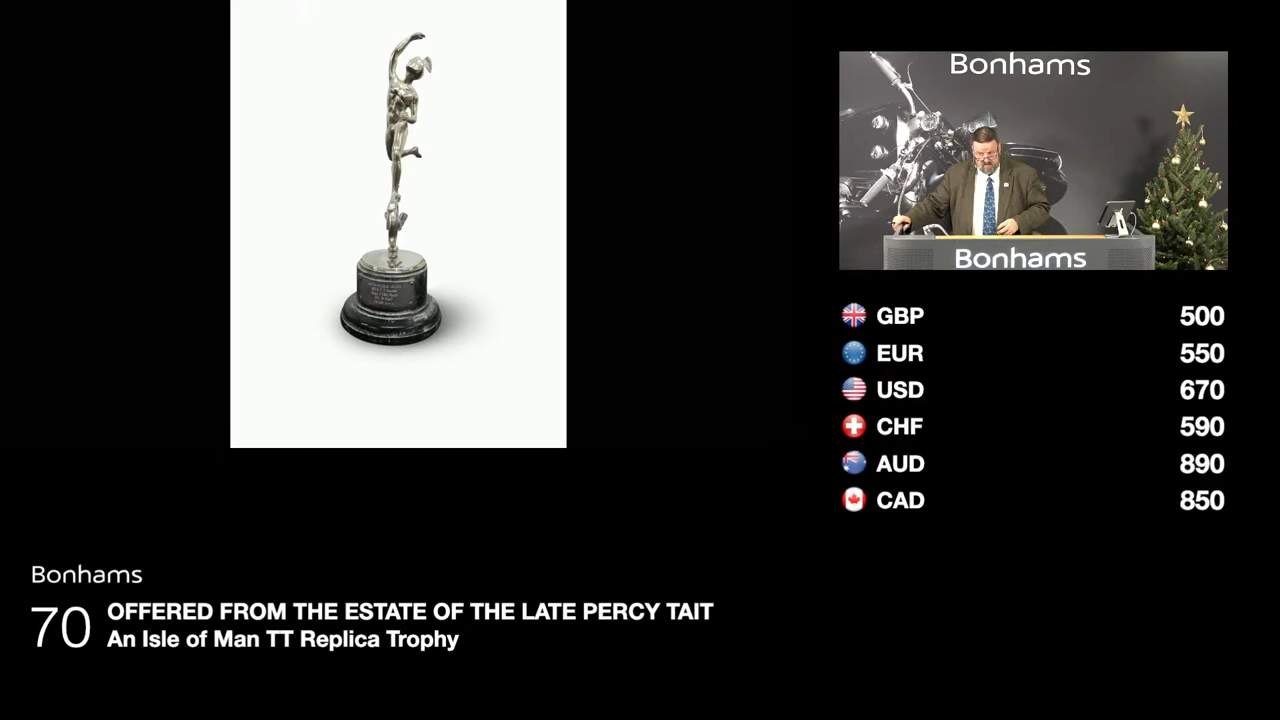 Bonhams
Bonhams
GBP 500
EUR 550
USD 670
CHF 590
AUD 890
CAD 850
Bonhams
70
OFFERED FROM THE ESTATE OF THE LATE PERCY TAIT
An Isle of Man TT Replica Trophy